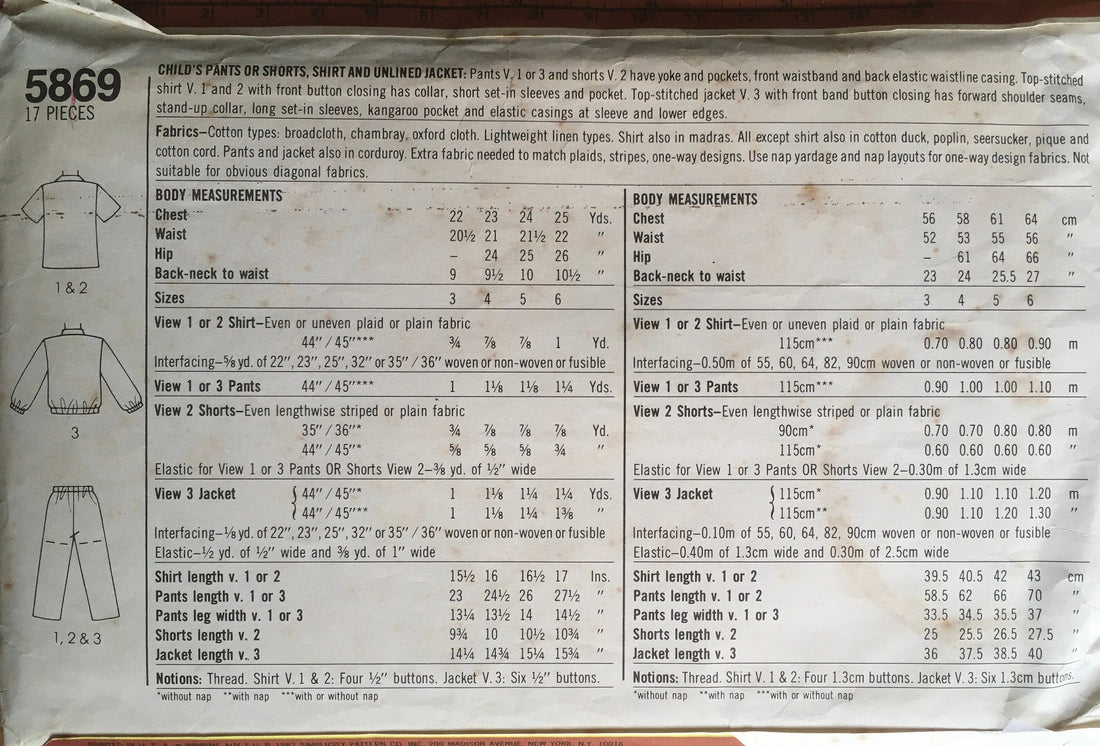 5869
17 PIECES
CHILD'S PANTS OR SHORTS, SHIRT AND UNLINED JACKET: Pants V. 1 or 3 and shorts V. 2 have yoke and pockets, front waistband and back elastic waistline casing. Top-stitched
shirt V. 1 and 2 with front button closing has collar, short set-in sleeves and pocket. Top-stitched jacket V. 3 with front band button closing has forward shoulder seams,
stand-up collar, long set-in sleeves, kangaroo pocket and elastic casings at sleeve and lower edges.
Fabrics–Cotton types: broadcloth, chambray, oxford cloth. Lightweight linen types. Shirt also in madras. All except shirt also in cotton duck, poplin, seersucker, pique and
cotton cord. Pants and jacket also in corduroy. Extra fabric needed to match plaids, stripes, one-way designs. Use nap yardage and nap layouts for one-way design fabrics. Not
suitable for obvious diagonal fabrics.
1 & 2
3
1, 2 & 3
BODY MEASUREMENTS
Chest 22 23 24 25 Yds.
Waist 20½ 21 21½ 22 "
Hip – 24 25 26 "
Back-neck to waist 9 9½ 10 10½ "
Sizes 3 4 5 6
View 1 or 2 Shirt–Even or uneven plaid or plain fabric
44"/45"*** ¾ ⅞ ⅞ 1 Yd.
Interfacing–⅝ yd. of 22", 23", 25", 32" or 35"/36" woven or non-woven or fusible
View 1 or 3 Pants 44"/45"*** 1 1⅛ 1⅛ 1¼ Yds.
View 2 Shorts–Even lengthwise striped or plain fabric
35"/36"* ¾ ⅞ ⅞ ⅞ Yd.
44"/45"* ⅝ ⅝ ⅝ ¾ "
Elastic for View 1 or 3 Pants OR Shorts View 2–⅜ yd. of ½" wide
View 3 Jacket { 44"/45"* 1 1⅛ 1¼ 1¼ Yds.
44"/45"** 1 1⅛ 1¼ 1⅜ "
Interfacing–⅛ yd. of 22", 23", 25", 32" or 35"/36" woven or non-woven or fusible
Elastic–½ yd. of ½" wide and ⅜ yd. of 1" wide
Shirt length v. 1 or 2 15½ 16 16½ 17 Ins.
Pants length v. 1 or 3 23 24½ 26 27½ "
Pants leg width v. 1 or 3 13¼ 13½ 14 14½ "
Shorts length v. 2 9¾ 10 10½ 10¾ "
Jacket length v. 3 14¼ 14¾ 15¼ 15¾ "
Notions: Thread. Shirt V. 1 & 2: Four ½" buttons. Jacket V. 3: Six ½" buttons.
*without nap **with nap ***with or without nap
BODY MEASUREMENTS
Chest 56 58 61 64 cm
Waist 52 53 55 56 "
Hip – 61 64 66 "
Back-neck to waist 23 24 25.5 27 "
Sizes 3 4 5 6
View 1 or 2 Shirt–Even or uneven plaid or plain fabric
115cm*** 0.70 0.80 0.80 0.90 m
Interfacing–0.50m of 55, 60, 64, 82, 90cm woven or non-woven or fusible
View 1 or 3 Pants 115cm*** 0.90 1.00 1.00 1.10 m
View 2 Shorts–Even lengthwise striped or plain fabric
90cm* 0.70 0.70 0.80 0.80 m
115cm* 0.60 0.60 0.60 0.60 "
Elastic for View 1 or 3 Pants OR Shorts View 2–0.30m of 1.3cm wide
View 3 Jacket { 115cm* 0.90 1.10 1.10 1.20 m
115cm** 0.90 1.10 1.20 1.30 "
Interfacing–0.10m of 55, 60, 64, 82, 90cm woven or non-woven or fusible
Elastic–0.40m of 1.3cm wide and 0.30m of 2.5cm wide
Shirt length v. 1 or 2 39.5 40.5 42 43 cm
Pants length v. 1 or 2 58.5 62 66 70 "
Pants leg width v. 1 or 3 33.5 34.5 35.5 37 "
Shorts length v. 2 25 25.5 26.5 27.5 "
Jacket length v. 3 36 37.5 38.5 40 "
Notions: Thread. Shirt V. 1 & 2: Four 1.3cm buttons. Jacket V. 3: Six 1.3cm buttons.
*without nap **with nap ***with or without nap
SIMPLICITY PATTERN CO. INC. 200 MADISON AVENUE, NEW YORK, N.Y. 10016